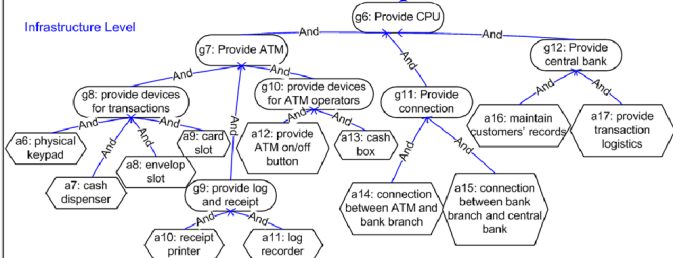 Infrastructure Level
g6: Provide CPU
And
And
g7: Provide ATM
And
g12: Provide
central bank
And
And
g8: provide devices
for transactions
g10: provide devices
for ATM operators
g11: Provide
connection
And
And
a16: maintain
customers' records
a17: provide
transaction
logistics
And
And
And
And
And
And
And
a6: physical
keypad
a9: card
slot
a12: provide
ATM on/off
button
a13: cash
box
And
And
a7: cash
dispenser
a8: envelop
slot
g9: provide log
and receipt
a14: connection
between ATM and
bank branch
a15: connection
between bank
branch and central
bank
And
And
a10: receipt
printer
a11: log
recorder